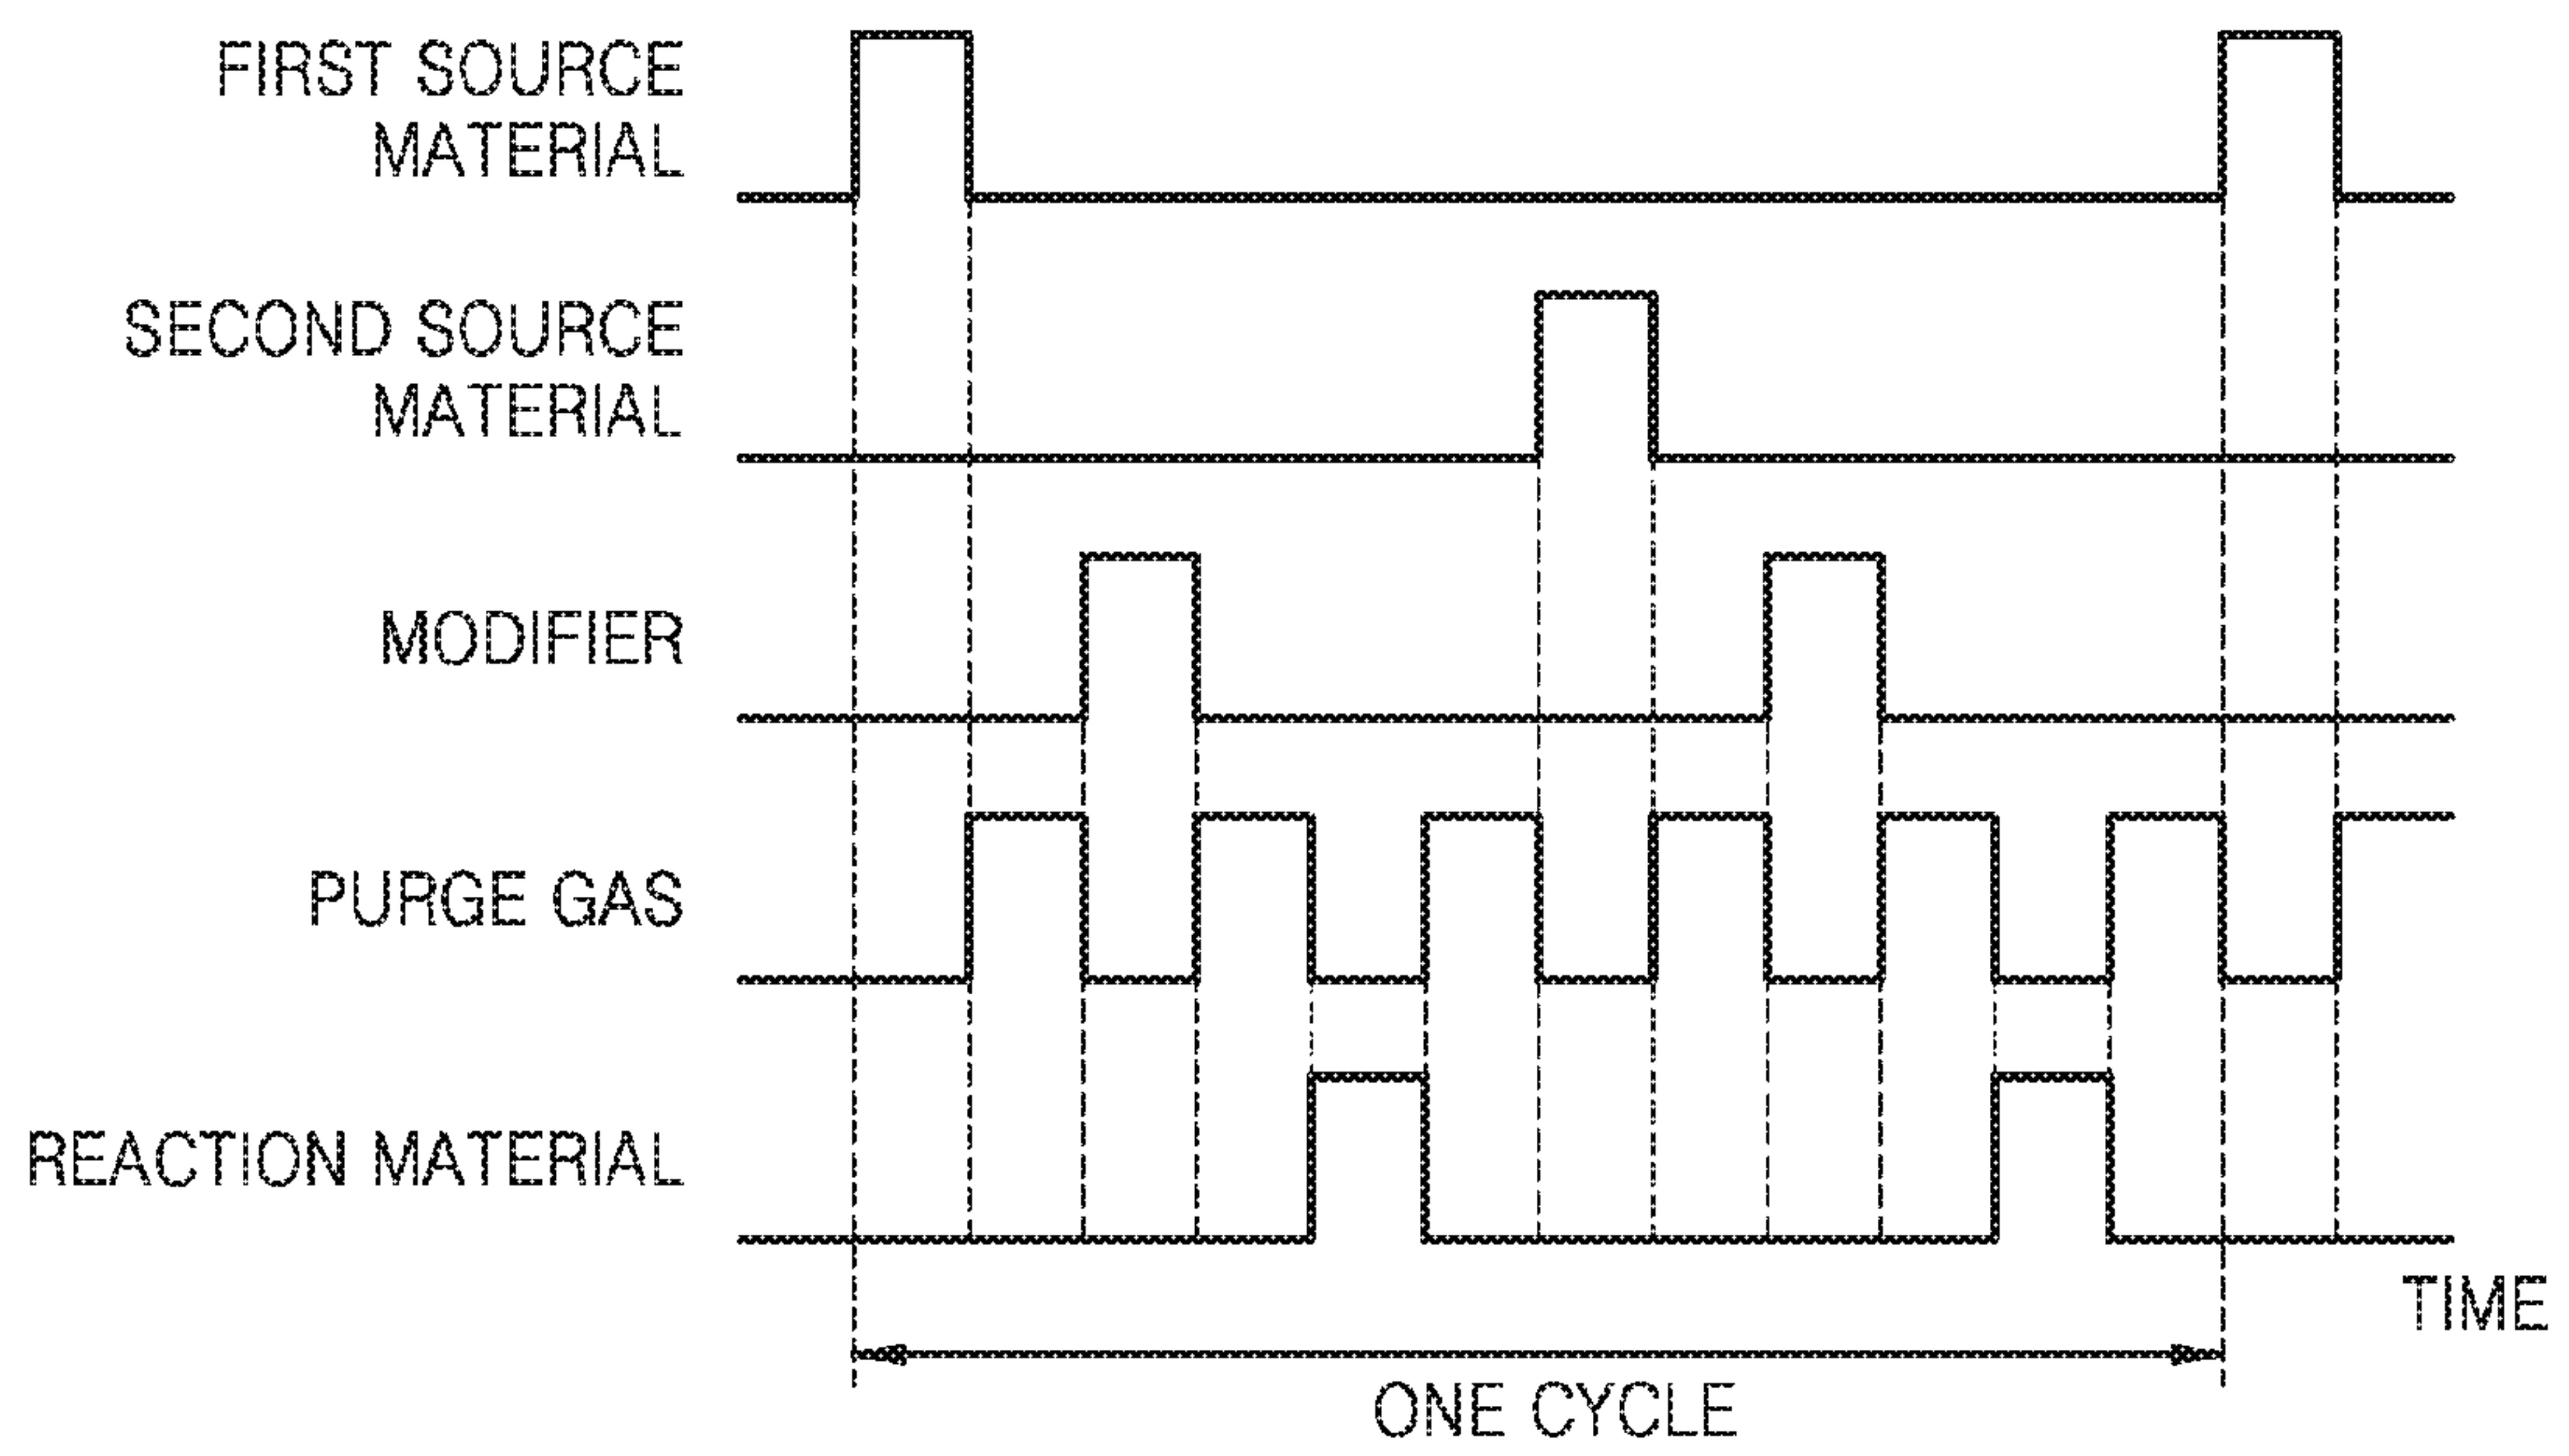 FIRST SOURCE
MATERIAL
SECOND SOURCE
MATERIAL
MODIFIER
PURGE GAS
REACTION MATERIAL
TIME
ONE CYCLE